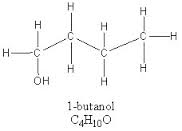 H H
H H
C C H
H C C
H H
OH H
1-butanol
C₄H₁₀O